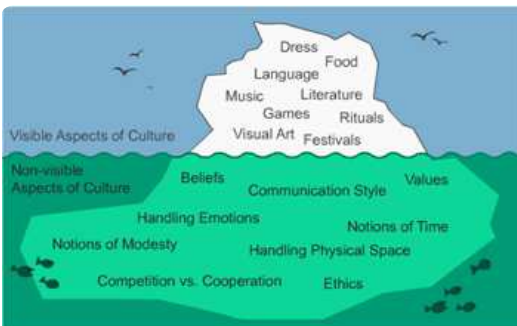 Dress
Food
Language
Music
Literature
Games
Rituals
Visual Art
Festivals
Visible Aspects of Culture
Non-visible
Aspects of Culture
Beliefs
Communication Style
Values
Handling Emotions
Notions of Time
Notions of Modesty
Handling Physical Space
Competition vs. Cooperation
Ethics